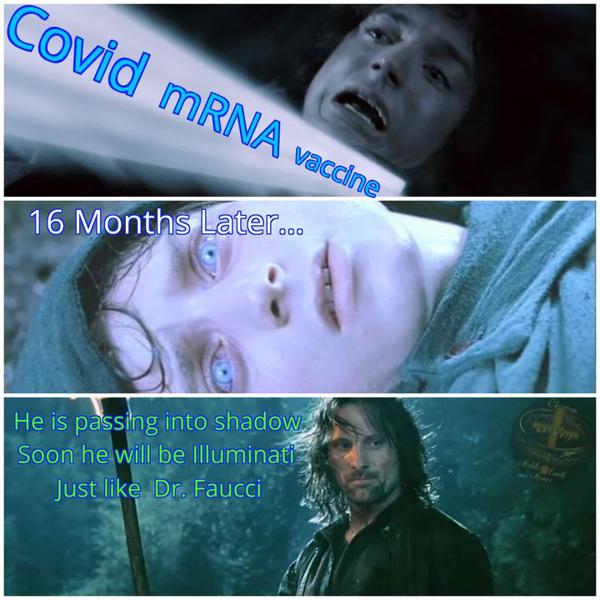 Covid mRNA vaccine
16 Months Later...
He is passing into shadow
Soon he will be Illuminati
Just like Dr. Faucci